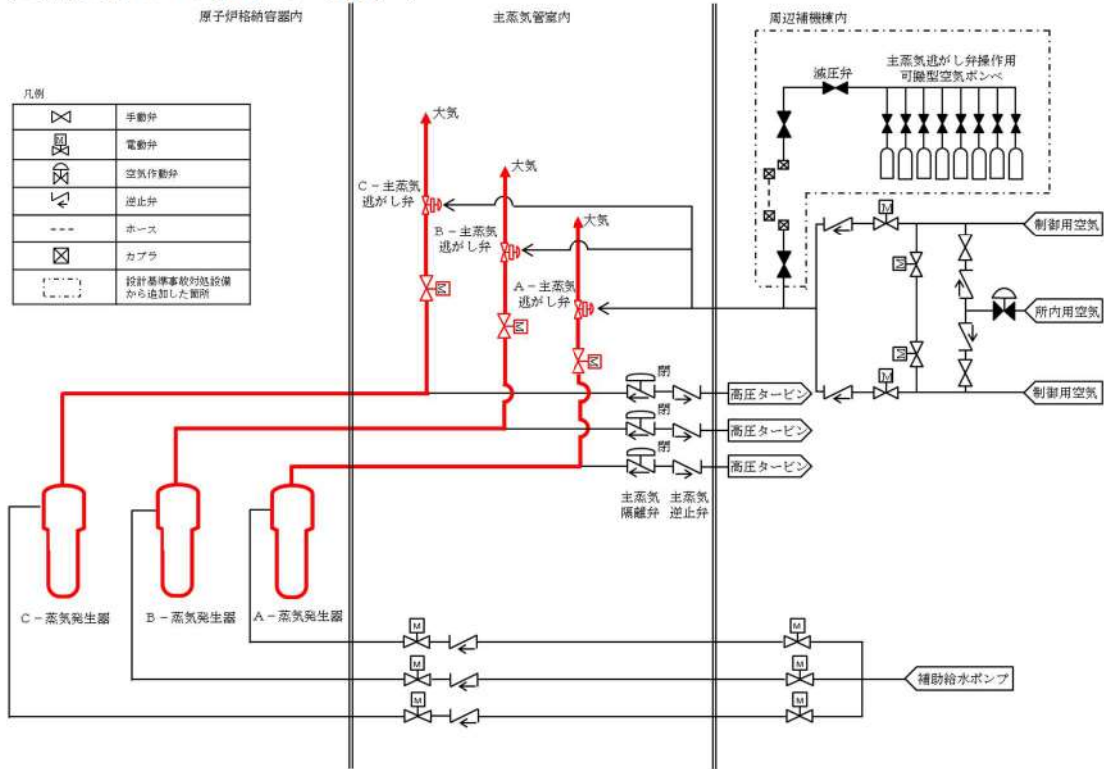 原子炉格納容器内
主蒸気管室内
周辺補機棟内
凡例
手動弁
M
電動弁
空気作動弁
逆止弁
ホース
カプラ
設計基準事故対処設備
から追加した箇所
減圧弁
主蒸気逃がし弁操作用
可搬型空気ボンベ
大気
大気
C-主蒸気
逃がし弁
B-主蒸気
逃がし弁
大気
A-主蒸気
逃がし弁
M
M
M
M
制御用空気
M
所内用空気
M
M
制御用空気
閉
高圧タービン
閉
高圧タービン
閉
高圧タービン
主蒸気
隔離弁
主蒸気
逆止弁
C-蒸気発生器
B-蒸気発生器
A-蒸気発生器
M
M
M
M
M
M
補助給水ポンプ